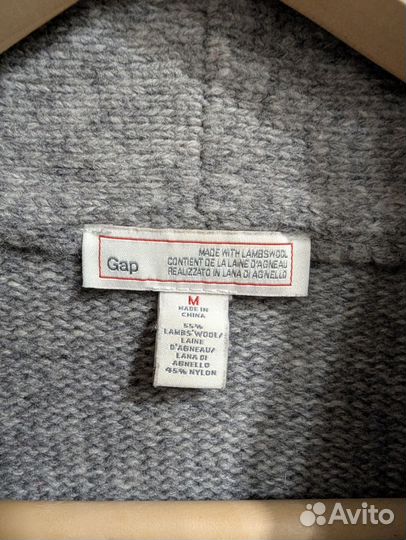 Gap
MADE WITH LAMBSWOOL
CONTIENT DE LA LAINE D'AGNEAU
REALIZZATO IN LANA DI AGNELLO
M
MADE IN
CHINA
55%
LAMBS'WOOL/
LAINE
D'AGNEAU/
LANA DI
AGNELLO
45% NYLON
Avito